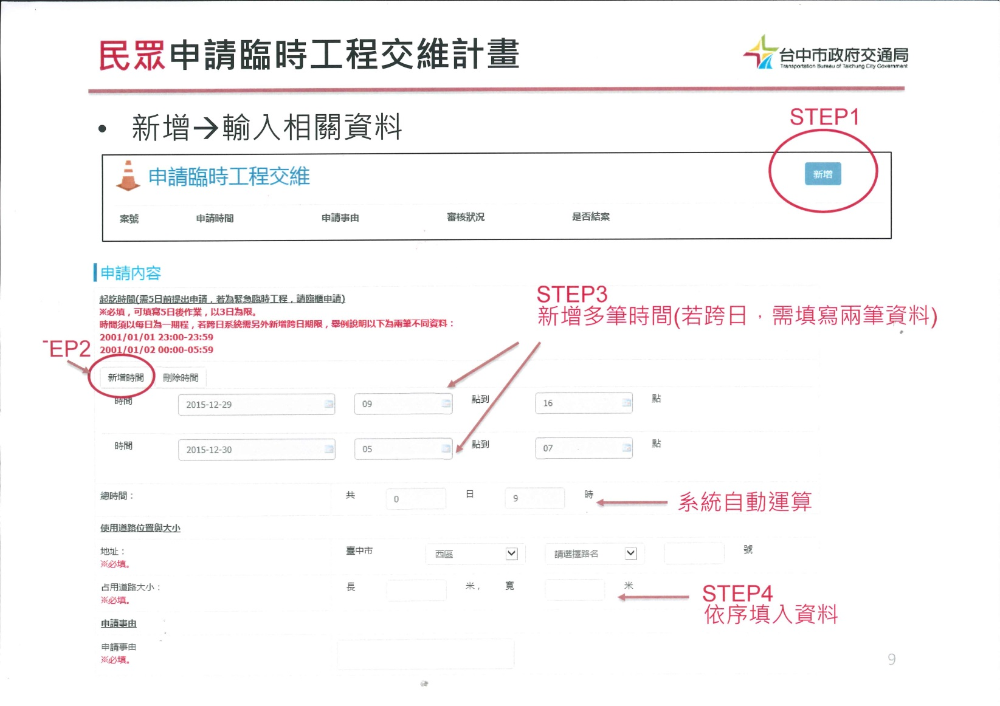 民眾申請臨時工程交維計畫
台中市政府交通局
Transportation Bureau of Taichung City Government
• 新增→輸入相關資料
STEP1
申請臨時工程交維
新增
案號 申請時間 申請事由 審核狀況 是否結案
申請內容
起訖時間(需5日前提出申請，若為緊急臨時工程，請臨櫃申請)
※必填，可填寫5日後作業，以3日為限。
時間須以每日為一期程，若跨日系統需另外新增跨日期限，舉例說明以下為兩筆不同資料：
2001/01/01 23:00-23:59
2001/01/02 00:00-05:59
STEP3
新增多筆時間(若跨日，需填寫兩筆資料)
EP2
新增時間 刪除時間
時間 2015-12-29 09 點到 16 點
時間 2015-12-30 05 點到 07 點
總時間： 共 0 日 9 時
系統自動運算
使用道路位置與大小
地址： 臺中市 西區 請選擇路名 號
※必填。
占用道路大小： 長 米， 寬 米
※必填。
STEP4
依序填入資料
申請事由
申請事由
※必填。
9